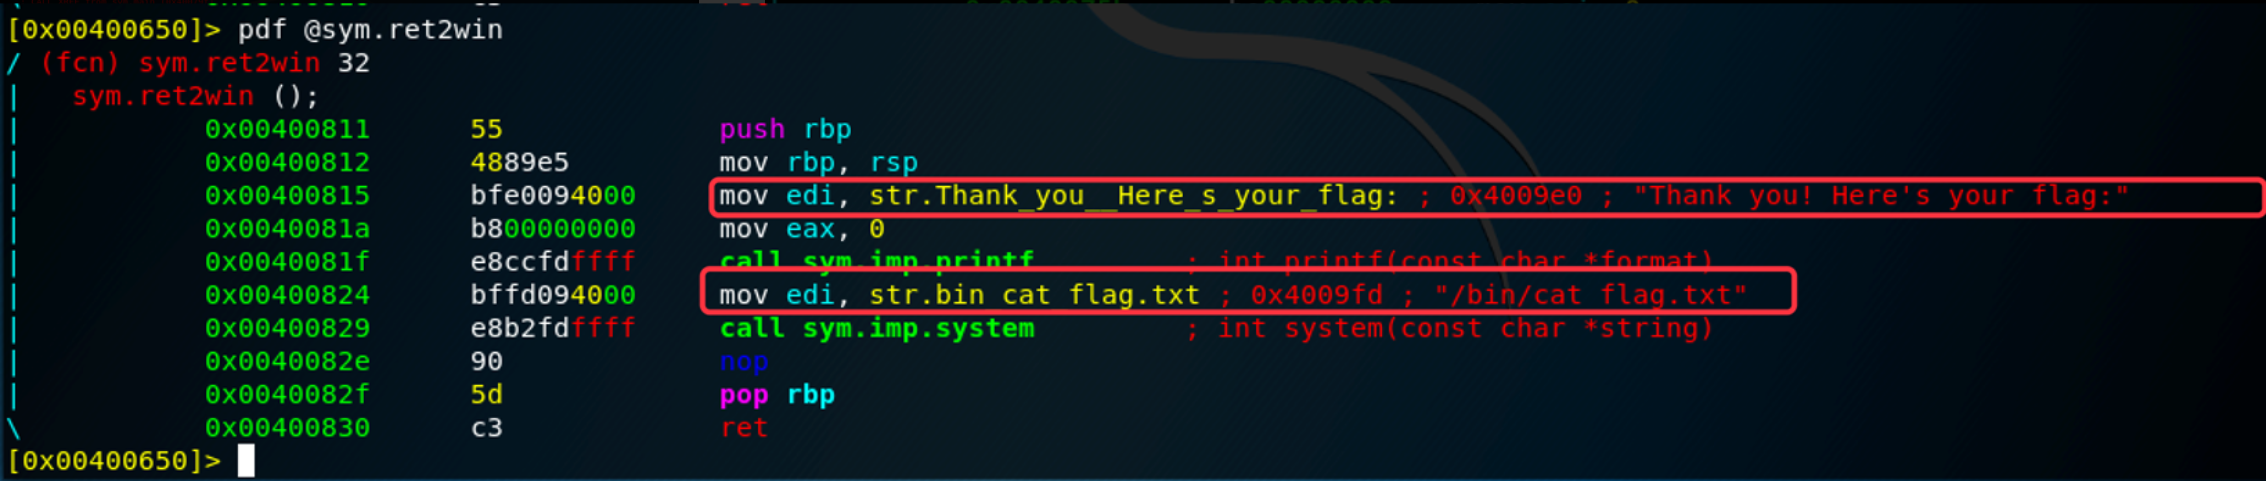 [0x00400650]> pdf @sym.ret2win
/ (fcn) sym.ret2win 32
|   sym.ret2win ();
|           0x00400811      55             push rbp
|           0x00400812      4889e5         mov rbp, rsp
|           0x00400815      bfe0094000     mov edi, str.Thank_you__Here_s_your_flag: ; 0x4009e0 ; "Thank you! Here's your flag:"
|           0x0040081a      b800000000     mov eax, 0
|           0x0040081f      e8ccfdffff     call sym.imp.printf         ; int printf(const char *format)
|           0x00400824      bffd094000     mov edi, str.bin_cat_flag.txt ; 0x4009fd ; "/bin/cat flag.txt"
|           0x00400829      e8b2fdffff     call sym.imp.system         ; int system(const char *string)
|           0x0040082e      90             nop
|           0x0040082f      5d             pop rbp
\           0x00400830      c3             ret
[0x00400650]>